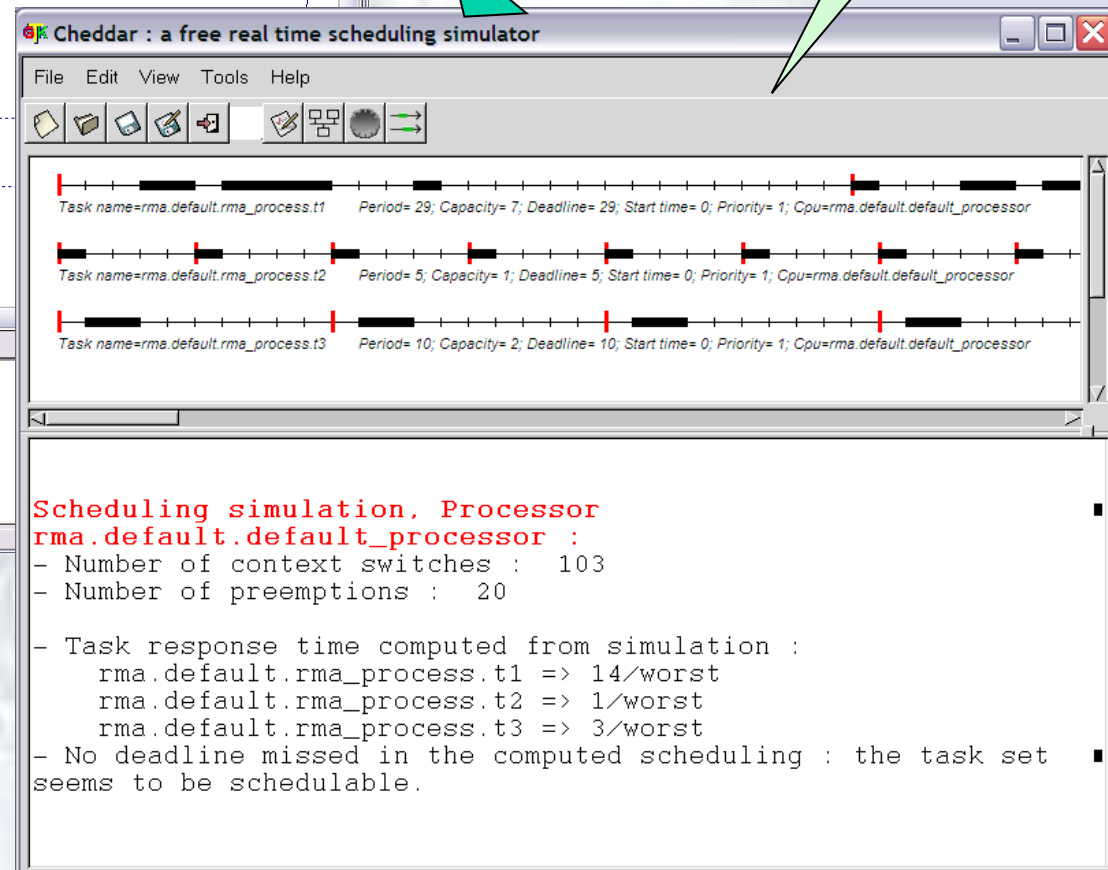 Cheddar : a free real time scheduling simulator
File Edit View Tools Help
Task name=rma.default.rma_process.t1 Period= 29; Capacity= 7; Deadline= 29; Start time= 0; Priority= 1; Cpu=rma.default.default_processor
Task name=rma.default.rma_process.t2 Period= 5; Capacity= 1; Deadline= 5; Start time= 0; Priority= 1; Cpu=rma.default.default_processor
Task name=rma.default.rma_process.t3 Period= 10; Capacity= 2; Deadline= 10; Start time= 0; Priority= 1; Cpu=rma.default.default_processor
Scheduling simulation, Processor
rma.default.default_processor :
- Number of context switches : 103
- Number of preemptions : 20
- Task response time computed from simulation :
rma.default.rma_process.t1 => 14/worst
rma.default.rma_process.t2 => 1/worst
rma.default.rma_process.t3 => 3/worst
- No deadline missed in the computed scheduling : the task set
seems to be schedulable.